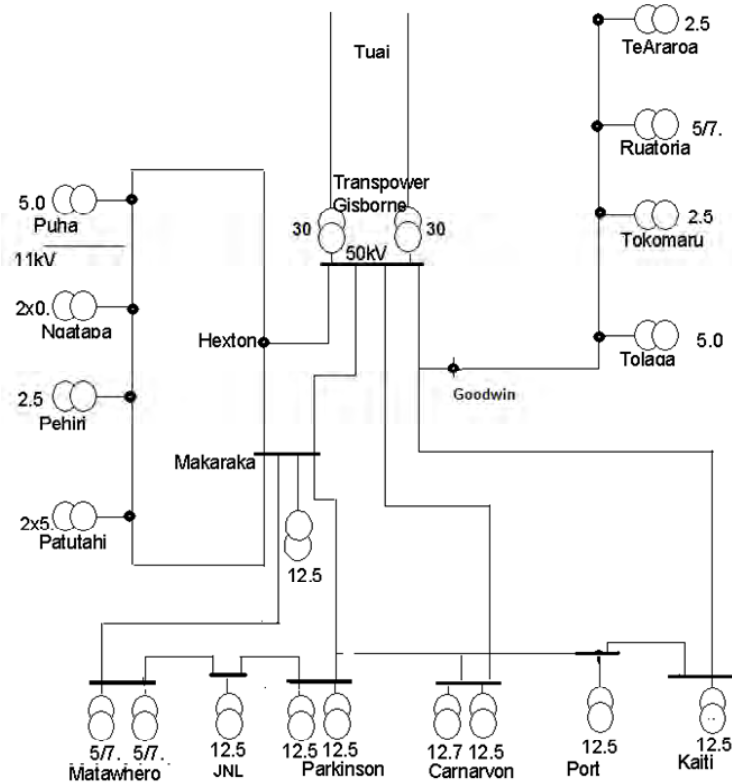 Tuai
2.5
TeAraroa
5/7.
Ruatoria
2.5
Tokomaru
5.0
Tolaga
Transpower
Gisborne
30
30
50kV
5.0
Puha
11kV
2x0.
Ngatapa
2.5
Pehiri
2x5.
Patutahi
Hexton
Goodwin
Makaraka
12.5
5/7.
5/7.
Matawhero
12.5
JNL
12.5
12.5
Parkinson
12.7
12.5
Carnarvon
12.5
Port
12.5
Kaiti